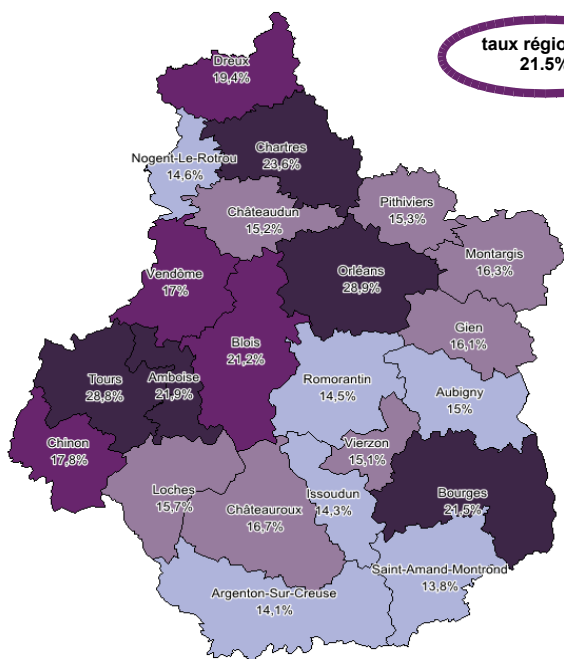 taux régio
21.5%
Dreux
19,4%
Chartres
23,6%
Nogent-Le-Rotrou
14,6%
Châteaudun
15,2%
Pithiviers
15,3%
Montargis
16,3%
Vendôme
17%
Orléans
28,9%
Gien
16,1%
Blois
21,2%
Tours
28,8%
Amboise
21,9%
Romorantin
14,5%
Aubigny
15%
Chinon
17,8%
Vierzon
15,1%
Loches
15,7%
Châteauroux
16,7%
Issoudun
14,3%
Bourges
21,5%
Saint-Amand-Montrond
13,8%
Argenton-Sur-Creuse
14,1%